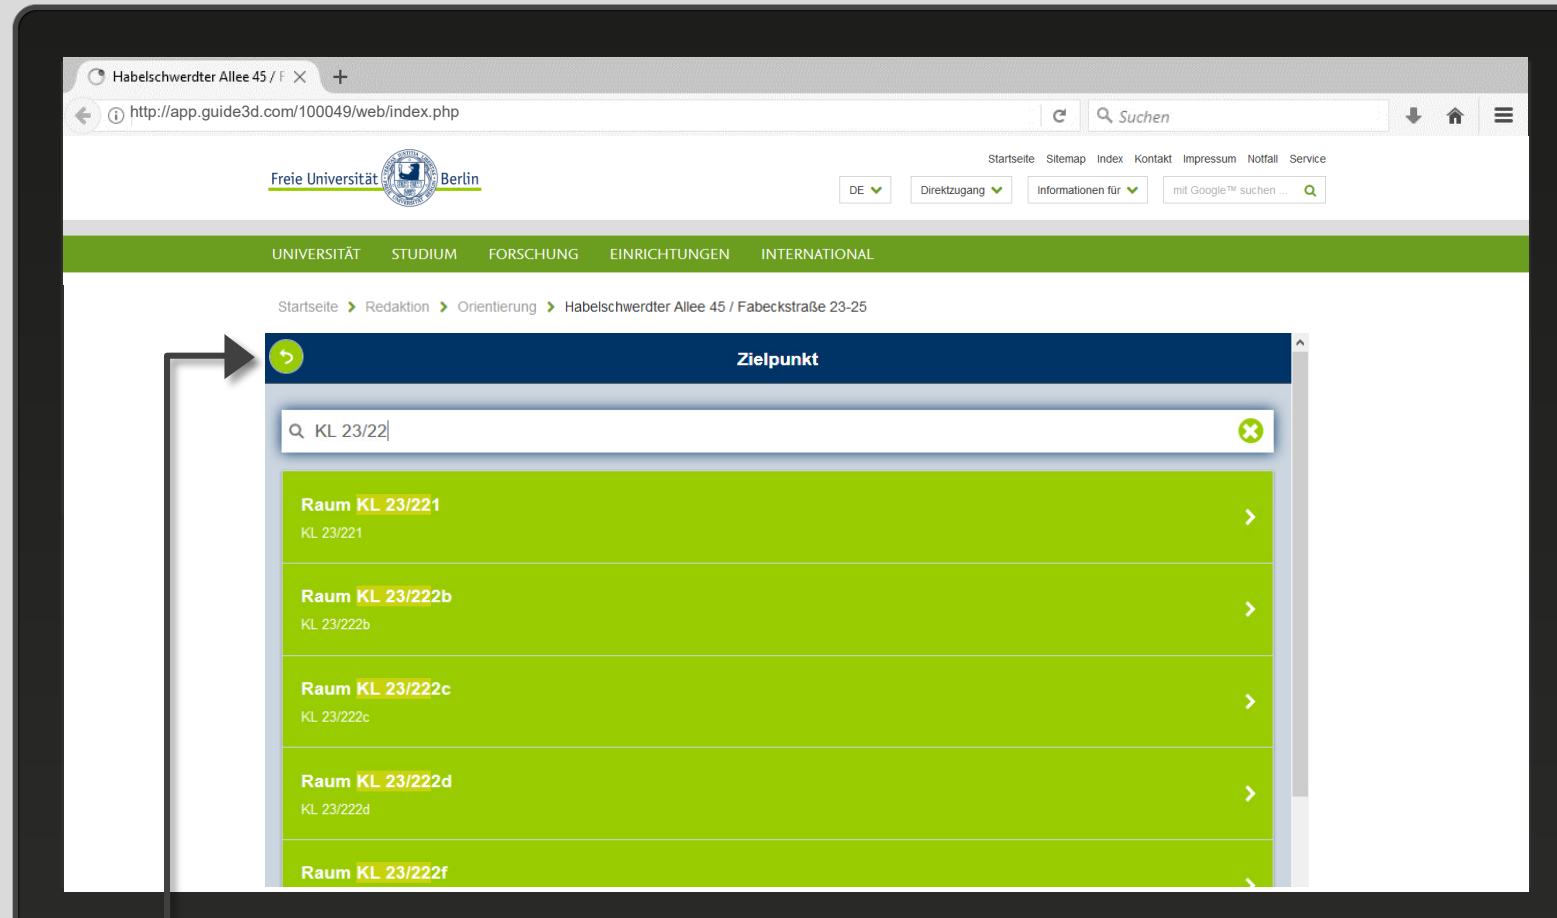 Habelschwerdter Allee 45 / F
http://app.guide3d.com/100049/web/index.php
Suchen
Startseite Sitemap Index Kontakt Impressum Notfall Service
Freie Universität Berlin
DE Direktzugang Informationen für mit Google™ suchen ...
UNIVERSITÄT STUDIUM FORSCHUNG EINRICHTUNGEN INTERNATIONAL
Startseite > Redaktion > Orientierung > Habelschwerdter Allee 45 / Fabeckstraße 23-25
Zielpunkt
KL 23/22
Raum KL 23/221
KL 23/221
Raum KL 23/222b
KL 23/222b
Raum KL 23/222c
KL 23/222c
Raum KL 23/222d
KL 23/222d
Raum KL 23/222f